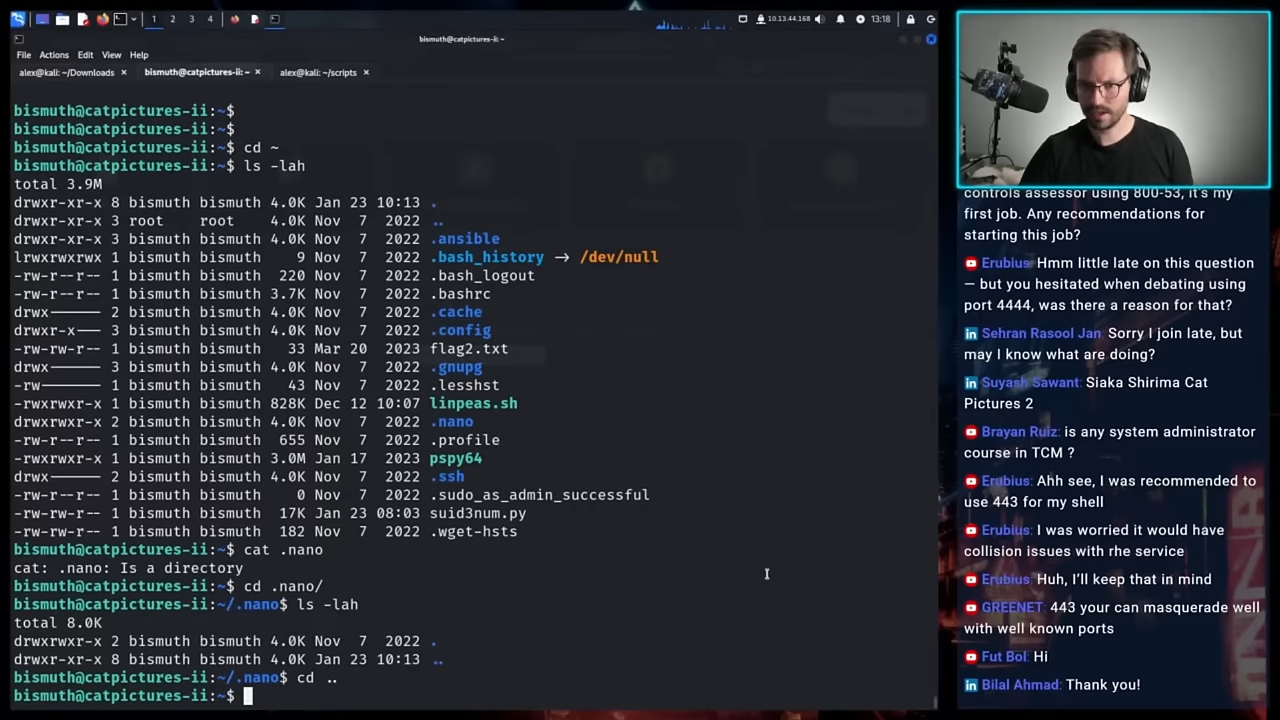 1 2 3 4
10.13.44.168
13:18
bismuth@catpictures-ii: ~
File Actions Edit View Help
alex@kali: ~/Downloads × bismuth@catpictures-ii: ~ × alex@kali: ~/scripts ×
bismuth@catpictures-ii:~$
bismuth@catpictures-ii:~$
bismuth@catpictures-ii:~$ cd ~
bismuth@catpictures-ii:~$ ls -lah
total 3.9M
drwxr-xr-x 8 bismuth bismuth 4.0K Jan 23 10:13 .
drwxr-xr-x 3 root    root    4.0K Nov  7  2022 ..
drwxr-xr-x 3 bismuth bismuth 4.0K Nov  7  2022 .ansible
lrwxrwxrwx 1 bismuth bismuth    9 Nov  7  2022 .bash_history → /dev/null
-rw-r--r-- 1 bismuth bismuth  220 Nov  7  2022 .bash_logout
-rw-r--r-- 1 bismuth bismuth 3.7K Nov  7  2022 .bashrc
drwx------ 2 bismuth bismuth 4.0K Nov  7  2022 .cache
drwxr-x--- 3 bismuth bismuth 4.0K Nov  7  2022 .config
-rw-rw-r-- 1 bismuth bismuth   33 Mar 20  2023 flag2.txt
drwx------ 3 bismuth bismuth 4.0K Nov  7  2022 .gnupg
-rw------- 1 bismuth bismuth   43 Nov  7  2022 .lesshst
-rwxrwxr-x 1 bismuth bismuth 828K Dec 12 10:07 linpeas.sh
drwxrwxr-x 2 bismuth bismuth 4.0K Nov  7  2022 .nano
-rw-r--r-- 1 bismuth bismuth  655 Nov  7  2022 .profile
-rwxrwxr-x 1 bismuth bismuth 3.0M Jan 17  2023 pspy64
drwx------ 2 bismuth bismuth 4.0K Nov  7  2022 .ssh
-rw-r--r-- 1 bismuth bismuth    0 Nov  7  2022 .sudo_as_admin_successful
-rw-rw-r-- 1 bismuth bismuth  17K Jan 23 08:03 suid3num.py
-rw-rw-r-- 1 bismuth bismuth  182 Nov  7  2022 .wget-hsts
bismuth@catpictures-ii:~$ cat .nano
cat: .nano: Is a directory
bismuth@catpictures-ii:~$ cd .nano/
bismuth@catpictures-ii:~/.nano$ ls -lah
total 8.0K
drwxrwxr-x 2 bismuth bismuth 4.0K Nov  7  2022 .
drwxr-xr-x 8 bismuth bismuth 4.0K Jan 23 10:13 ..
bismuth@catpictures-ii:~/.nano$ cd ..
bismuth@catpictures-ii:~$
controls assessor using 800-53, it's my
first job. Any recommendations for
starting this job?
Erubius: Hmm little late on this question
— but you hesitated when debating using
port 4444, was there a reason for that?
Sehran Rasool Jan: Sorry I join late, but
may I know what are doing?
Suyash Sawant: Siaka Shirima Cat
Pictures 2
Brayan Ruiz: is any system administrator
course in TCM ?
Erubius: Ahh see, I was recommended to
use 443 for my shell
Erubius: I was worried it would have
collision issues with rhe service
Erubius: Huh, I'll keep that in mind
GREENET: 443 your can masquerade well
with well known ports
Fut Bol: Hi
Bilal Ahmad: Thank you!